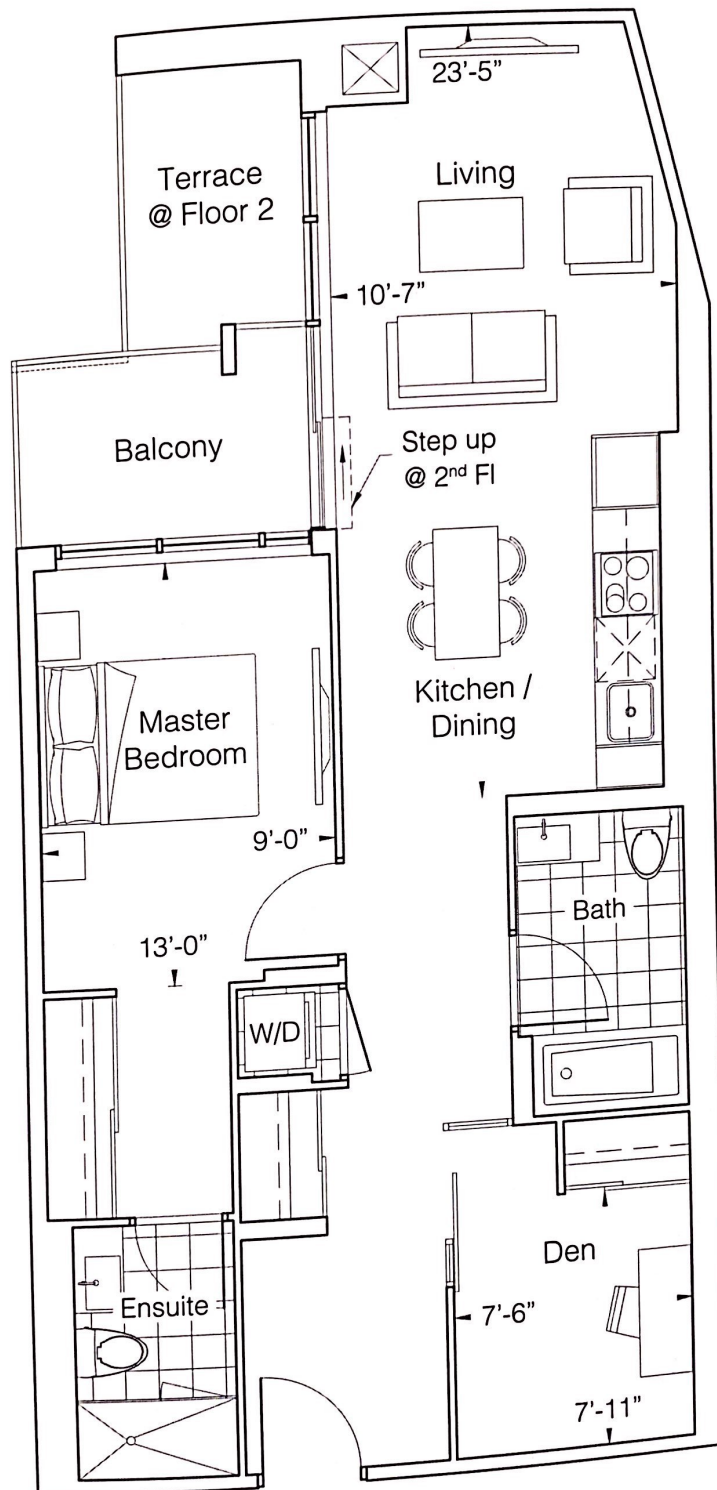 23'-5"
Terrace
@ Floor 2
Living
10'-7"
Balcony
Step up
@ 2nd Fl
Master
Bedroom
Kitchen /
Dining
9'-0"
Bath
13'-0"
W/D
Den
Ensuite
7'-6"
7'-11"